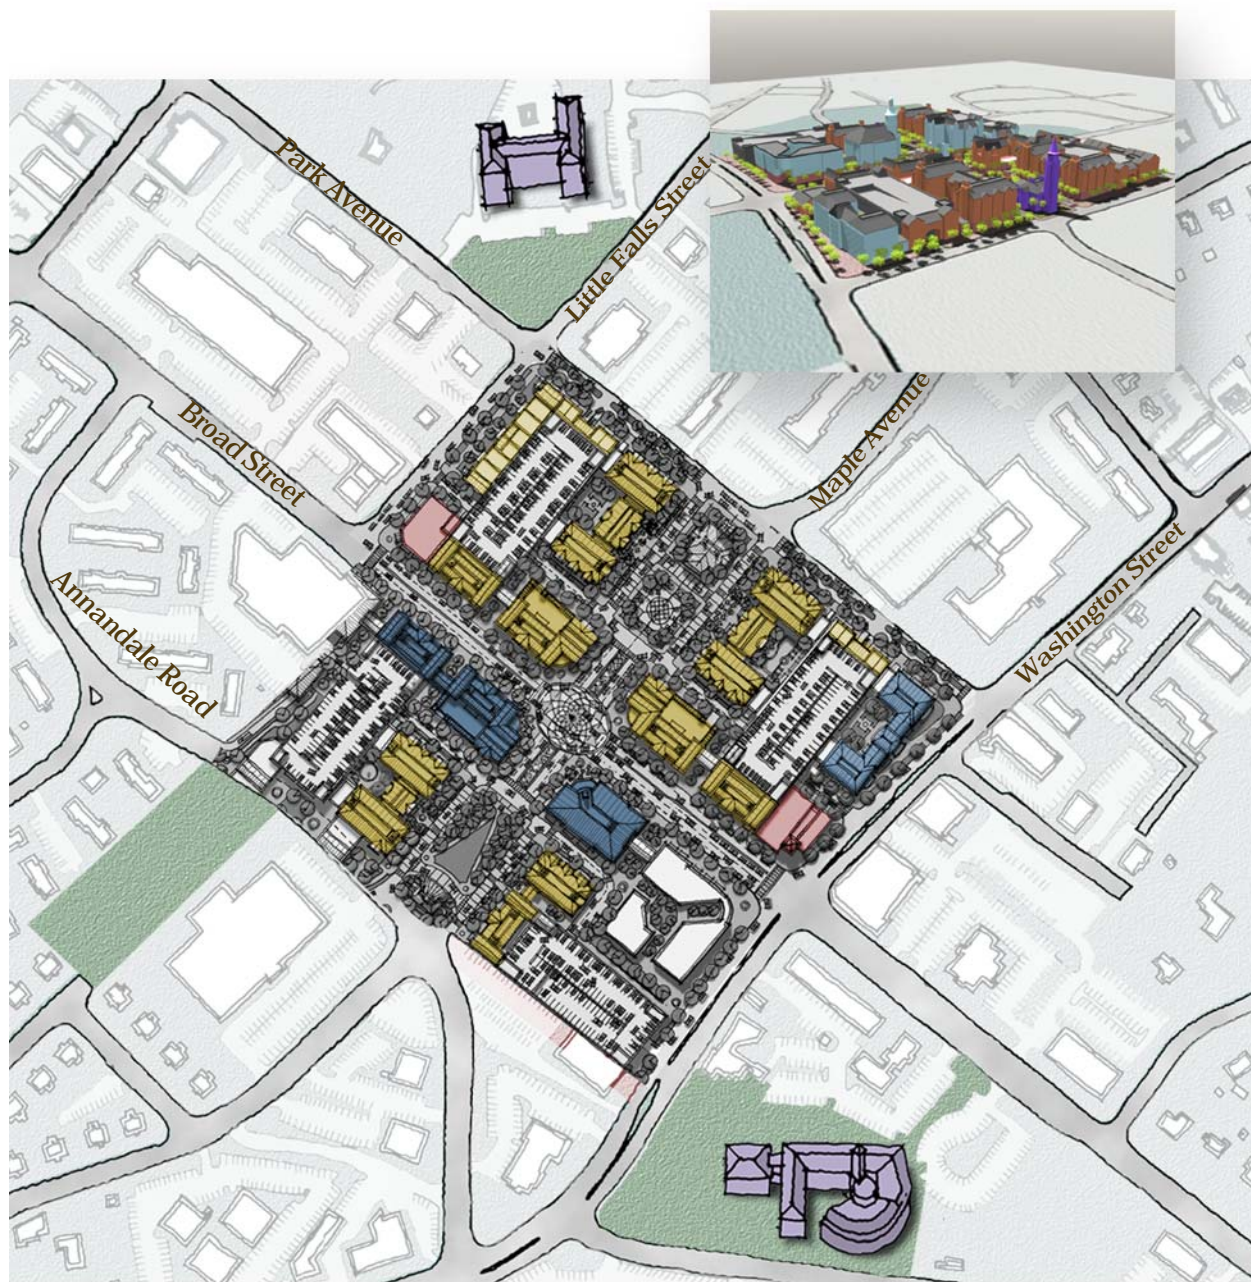 Park Avenue
Little Falls Street
Maple Avenue
Broad Street
Washington Street
Annandale Road